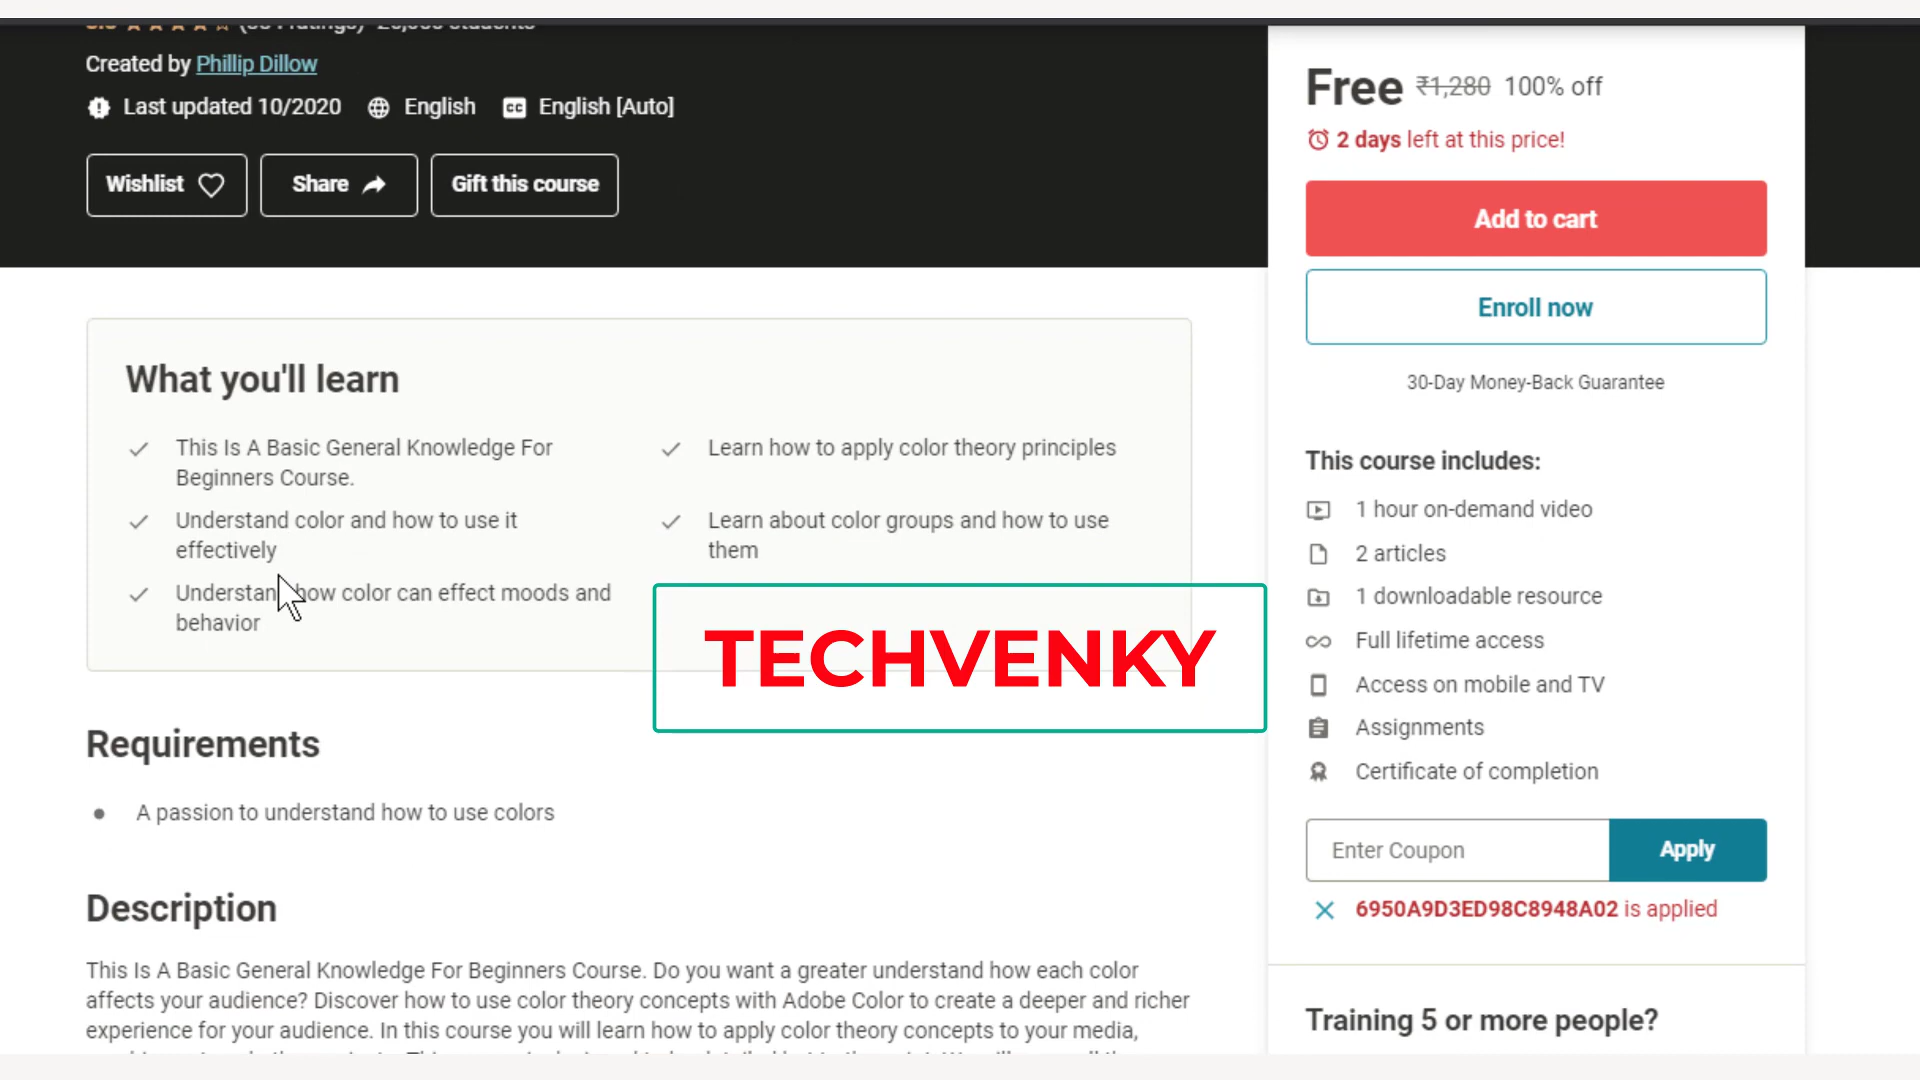 Created by Phillip Dillow
Last updated 10/2020 English CC English [Auto]
Wishlist Share Gift this course
What you'll learn
This Is A Basic General Knowledge For
Beginners Course.
Understand color and how to use it
effectively
Understand how color can effect moods and
behavior
Learn how to apply color theory principles
Learn about color groups and how to use
them
TECHVENKY
Requirements
A passion to understand how to use colors
Description
This Is A Basic General Knowledge For Beginners Course. Do you want a greater understand how each color
affects your audience? Discover how to use color theory concepts with Adobe Color to create a deeper and richer
experience for your audience. In this course you will learn how to apply color theory concepts to your media,
Free ₹1,280 100% off
2 days left at this price!
Add to cart
Enroll now
30-Day Money-Back Guarantee
This course includes:
1 hour on-demand video
2 articles
1 downloadable resource
Full lifetime access
Access on mobile and TV
Assignments
Certificate of completion
Enter Coupon Apply
6950A9D3ED98C8948A02 is applied
Training 5 or more people?